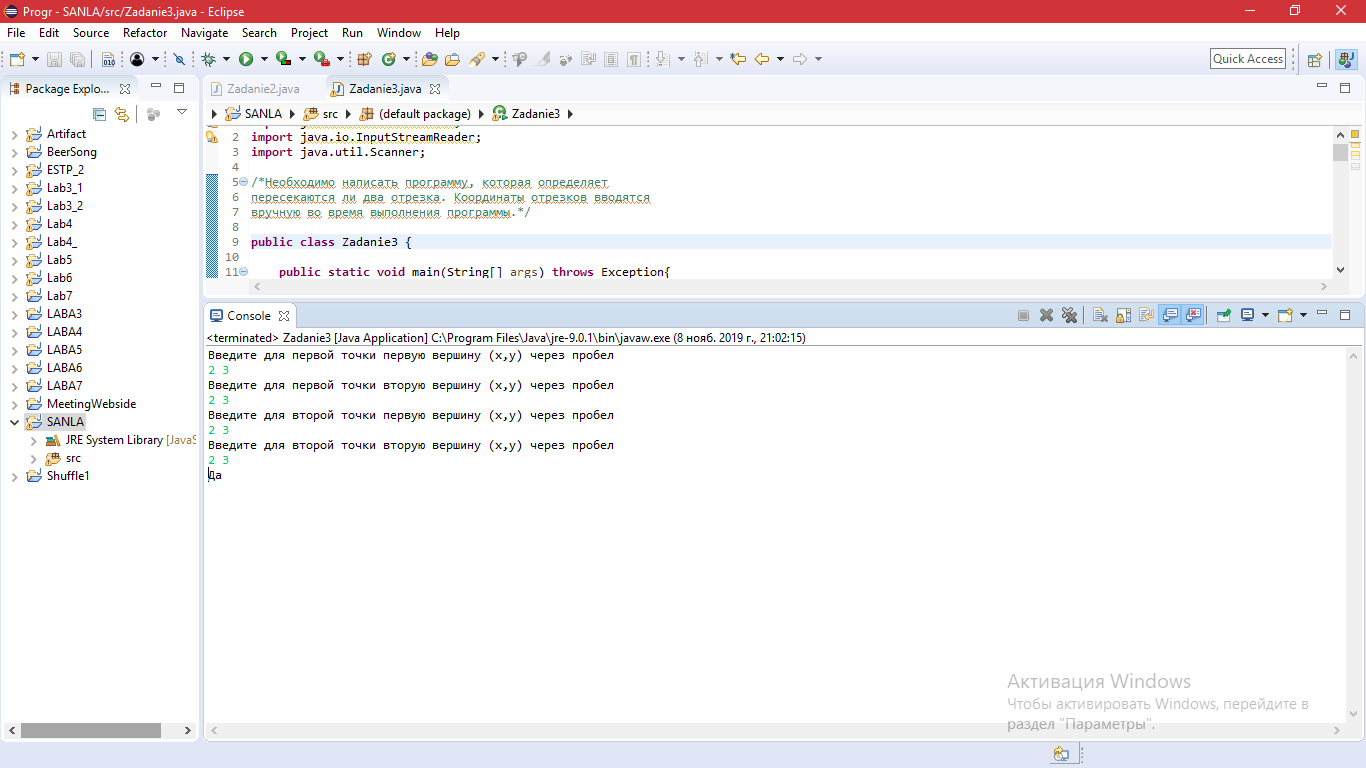 Progr - SANLA/src/Zadanie3.java - Eclipse
File Edit Source Refactor Navigate Search Project Run Window Help
Quick Access
Package Explo...
Artifact
BeerSong
ESTP_2
Lab3_1
Lab3_2
Lab4
Lab4_
Lab5
Lab6
Lab7
LABA3
LABA4
LABA5
LABA6
LABA7
MeetingWebside
SANLA
JRE System Library [JavaS
src
Shuffle1
Zadanie2.java Zadanie3.java
SANLA src (default package) Zadanie3
2 import java.io.InputStreamReader;
3 import java.util.Scanner;
4
5 /*Необходимо написать программу, которая определяет
6 пересекаются ли два отрезка. Координаты отрезков вводятся
7 вручную во время выполнения программы.*/
8
9 public class Zadanie3 {
10
11 public static void main(String[] args) throws Exception{
Console
<terminated> Zadanie3 [Java Application] C:\Program Files\Java\jre-9.0.1\bin\javaw.exe (8 нояб. 2019 г., 21:02:15)
Введите для первой точки первую вершину (x,y) через пробел
2 3
Введите для первой точки вторую вершину (x,y) через пробел
2 3
Введите для второй точки первую вершину (x,y) через пробел
2 3
Введите для второй точки вторую вершину (x,y) через пробел
2 3
Да
Активация Windows
Чтобы активировать Windows, перейдите в
раздел "Параметры".